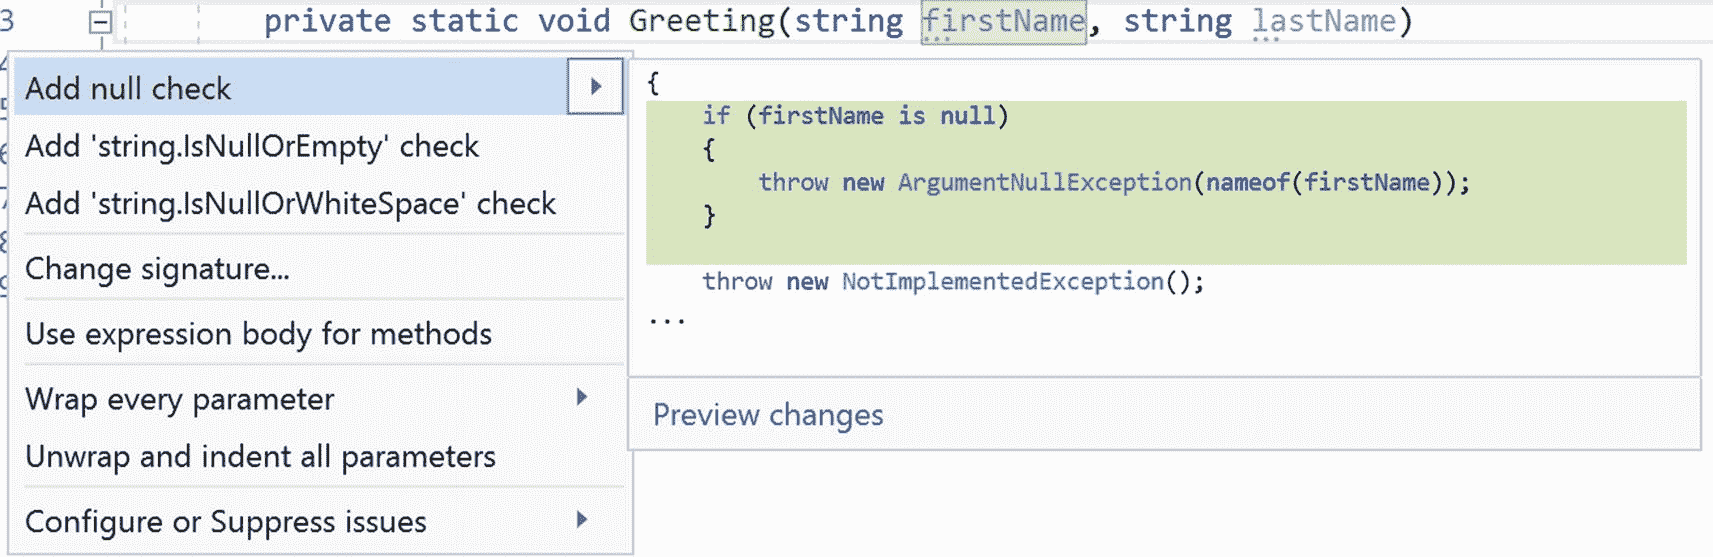 3 private static void Greeting(string firstName, string lastName)
Add null check
Add 'string.IsNullOrEmpty' check
Add 'string.IsNullOrWhiteSpace' check
Change signature...
Use expression body for methods
Wrap every parameter
Unwrap and indent all parameters
Configure or Suppress issues
{
if (firstName is null)
{
throw new ArgumentNullException(nameof(firstName));
}
throw new NotImplementedException();
...
Preview changes